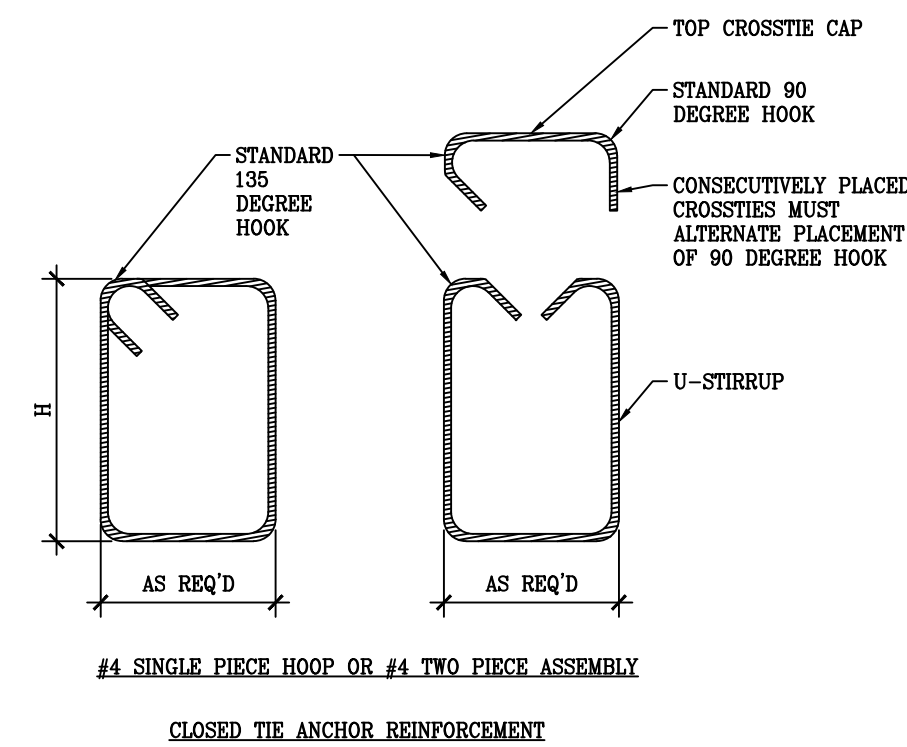 TOP CROSSTIE CAP
STANDARD 90
DEGREE HOOK
STANDARD
135
DEGREE
HOOK
CONSECUTIVELY PLACED
CROSSTIES MUST
ALTERNATE PLACEMENT
OF 90 DEGREE HOOK
H
U-STIRRUP
AS REQ'D
AS REQ'D
#4 SINGLE PIECE HOOP OR #4 TWO PIECE ASSEMBLY
CLOSED TIE ANCHOR REINFORCEMENT